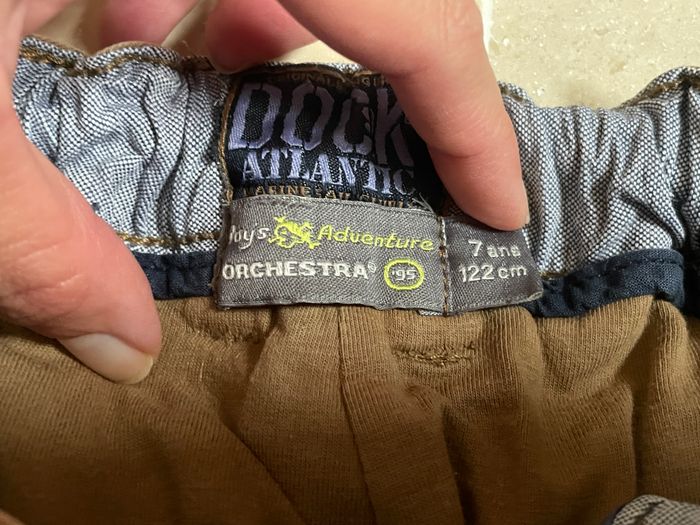 DOCK
ATLANTIC
Boys Adventure
ORCHESTRA® '95
7 ans
122 cm